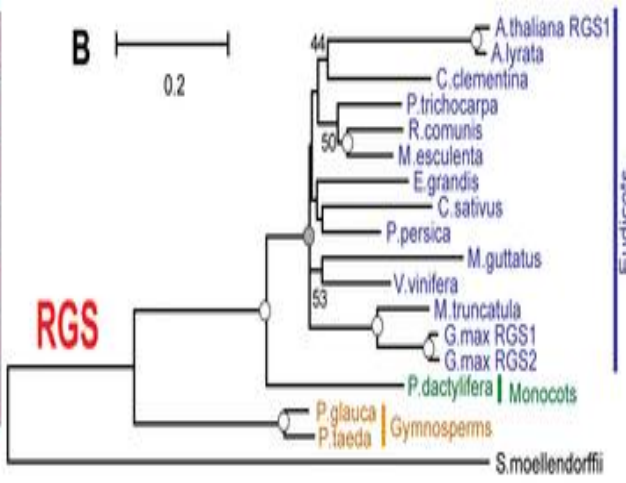 B
0.2
RGS
44
50
53
A.thaliana RGS1
A.lyrata
C.clementina
P.trichocarpa
R.comunis
M.esculenta
E.grandis
C.sativus
P.persica
M.guttatus
V.vinifera
M.truncatula
G.max RGS1
G.max RGS2
P.dactylifera
Monocots
P.glauca
P.taeda
Gymnosperms
S.moellendorffii
Eudicots